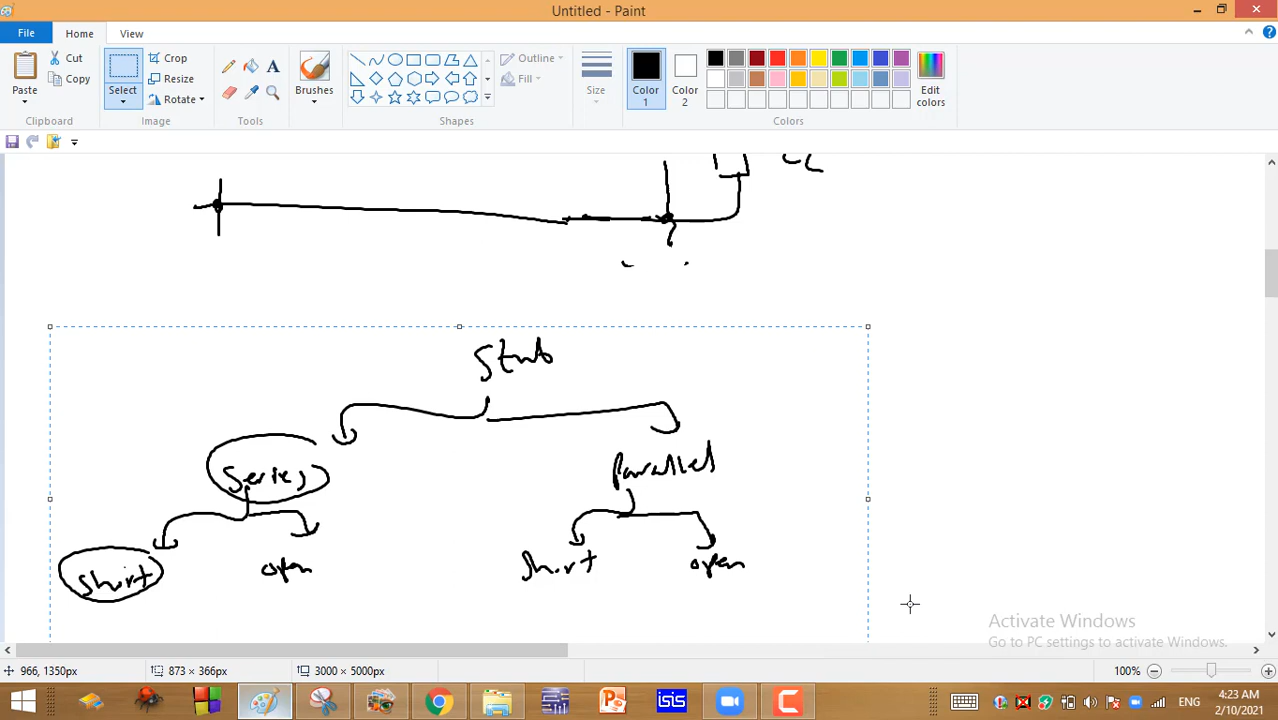 Untitled - Paint
File Home View
Paste
Cut
Copy
Clipboard
Select
Crop
Resize
Rotate
Image
Tools
Brushes
Shapes
Outline
Fill
Size
Color 1
Color 2
Edit colors
Colors
Stub
Series parallel
short open short open
Activate Windows
Go to PC settings to activate Windows.
966, 1350px 873 × 366px 3000 × 5000px 100%
isis
ENG
4:23 AM
2/10/2021